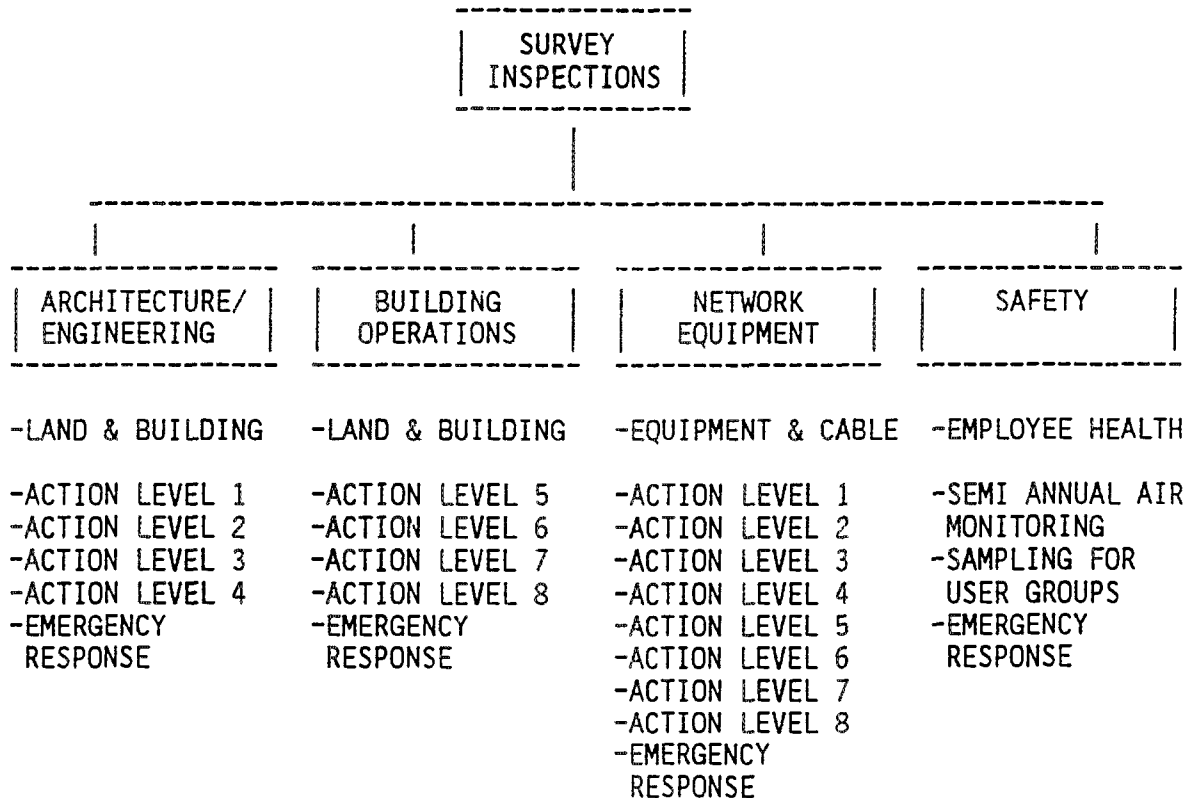 SURVEY
INSPECTIONS
ARCHITECTURE/
ENGINEERING
-LAND & BUILDING
-ACTION LEVEL 1
-ACTION LEVEL 2
-ACTION LEVEL 3
-ACTION LEVEL 4
-EMERGENCY
RESPONSE
BUILDING
OPERATIONS
-LAND & BUILDING
-ACTION LEVEL 5
-ACTION LEVEL 6
-ACTION LEVEL 7
-ACTION LEVEL 8
-EMERGENCY
RESPONSE
NETWORK
EQUIPMENT
-EQUIPMENT & CABLE
-ACTION LEVEL 1
-ACTION LEVEL 2
-ACTION LEVEL 3
-ACTION LEVEL 4
-ACTION LEVEL 5
-ACTION LEVEL 6
-ACTION LEVEL 7
-ACTION LEVEL 8
-EMERGENCY
RESPONSE
SAFETY
-EMPLOYEE HEALTH
-SEMI ANNUAL AIR
MONITORING
-SAMPLING FOR
USER GROUPS
-EMERGENCY
RESPONSE